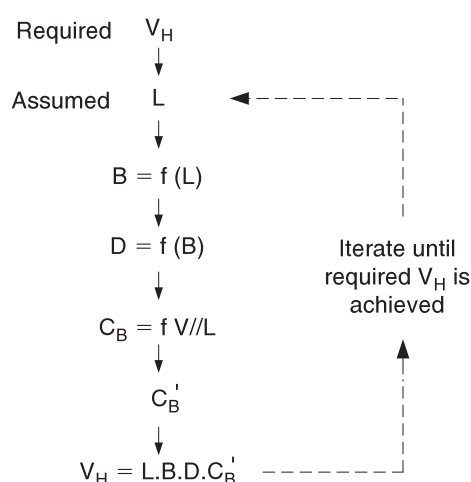 Required V_H
Assumed L
B = f (L)
D = f (B)
C_B = f V//L
C_B'
V_H = L.B.D.C_B'
Iterate until
required V_H is
achieved